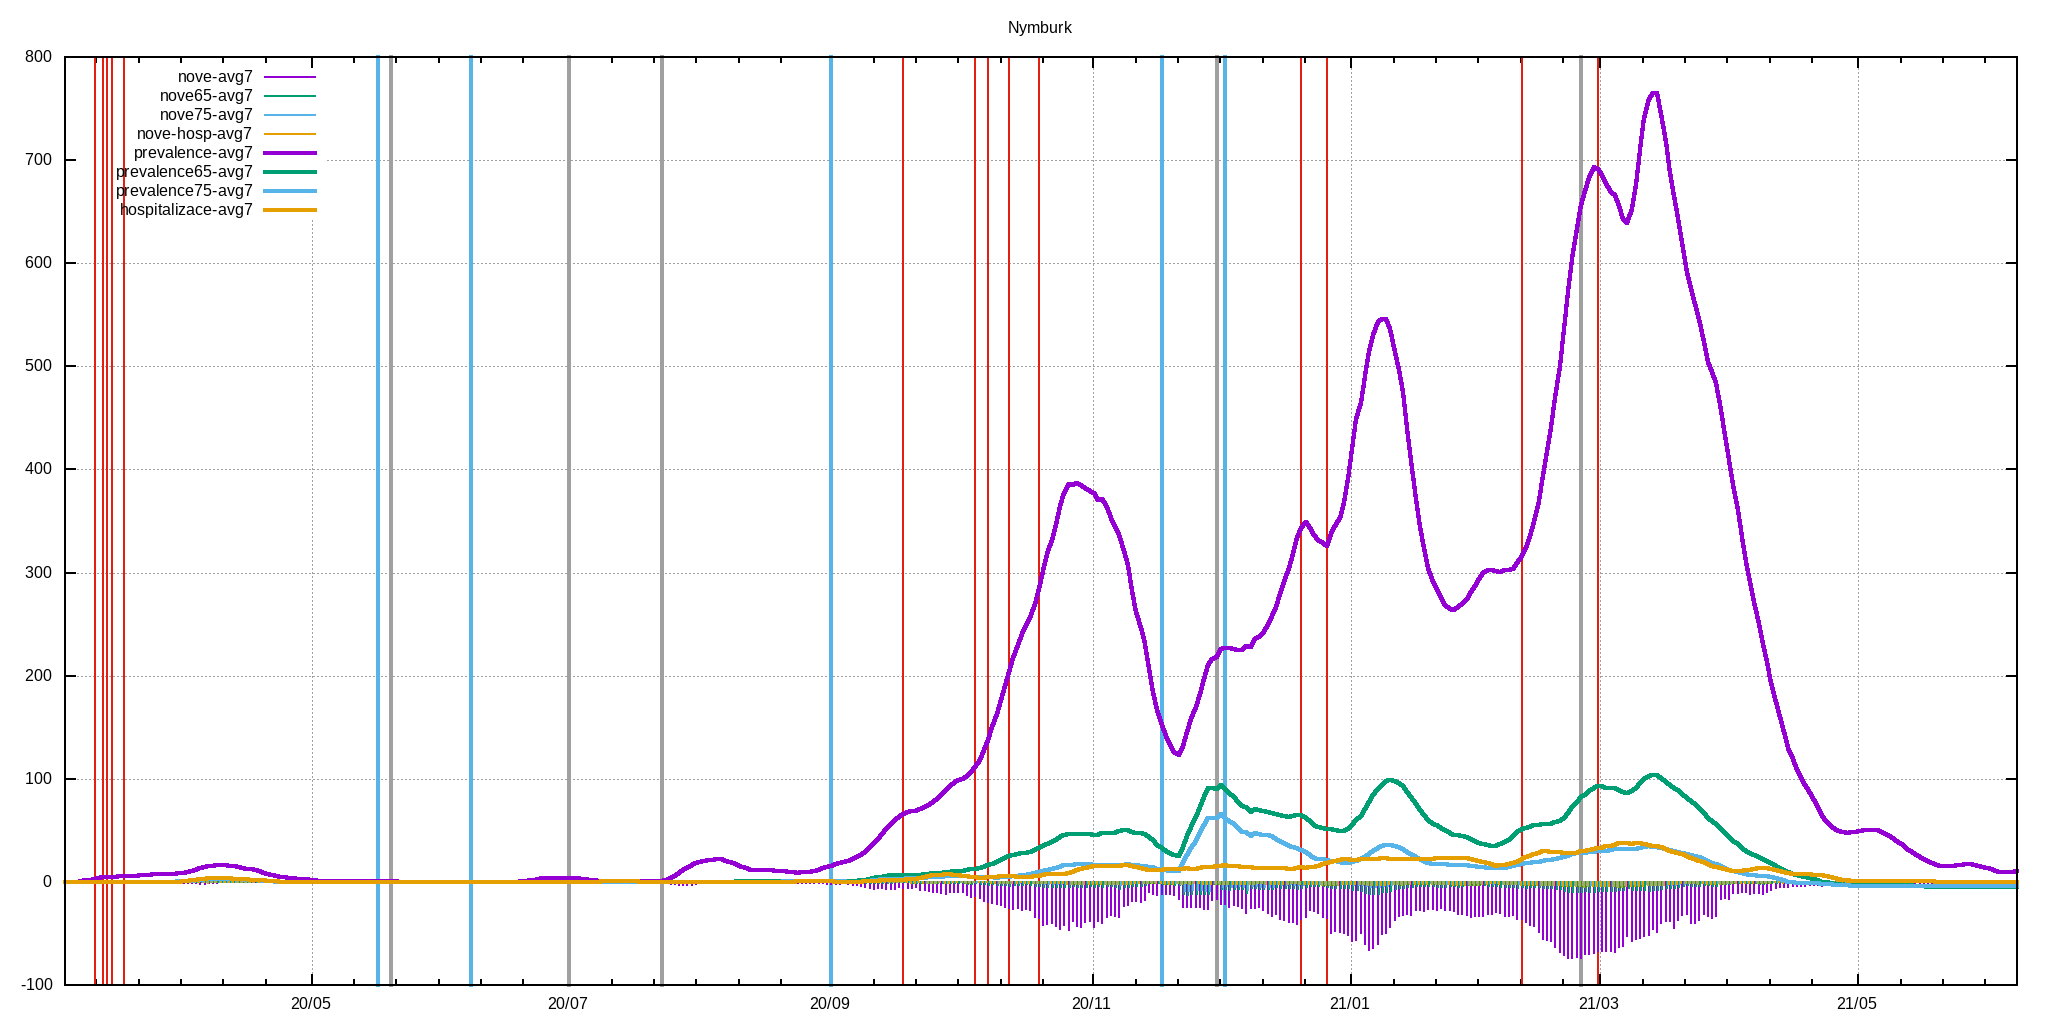 Nymburk
800
700
600
500
400
300
200
100
0
-100
nove-avg7
nove65-avg7
nove75-avg7
nove-hosp-avg7
prevalence-avg7
prevalence65-avg7
prevalence75-avg7
hospitalizace-avg7
20/05
20/07
20/09
20/11
21/01
21/03
21/05